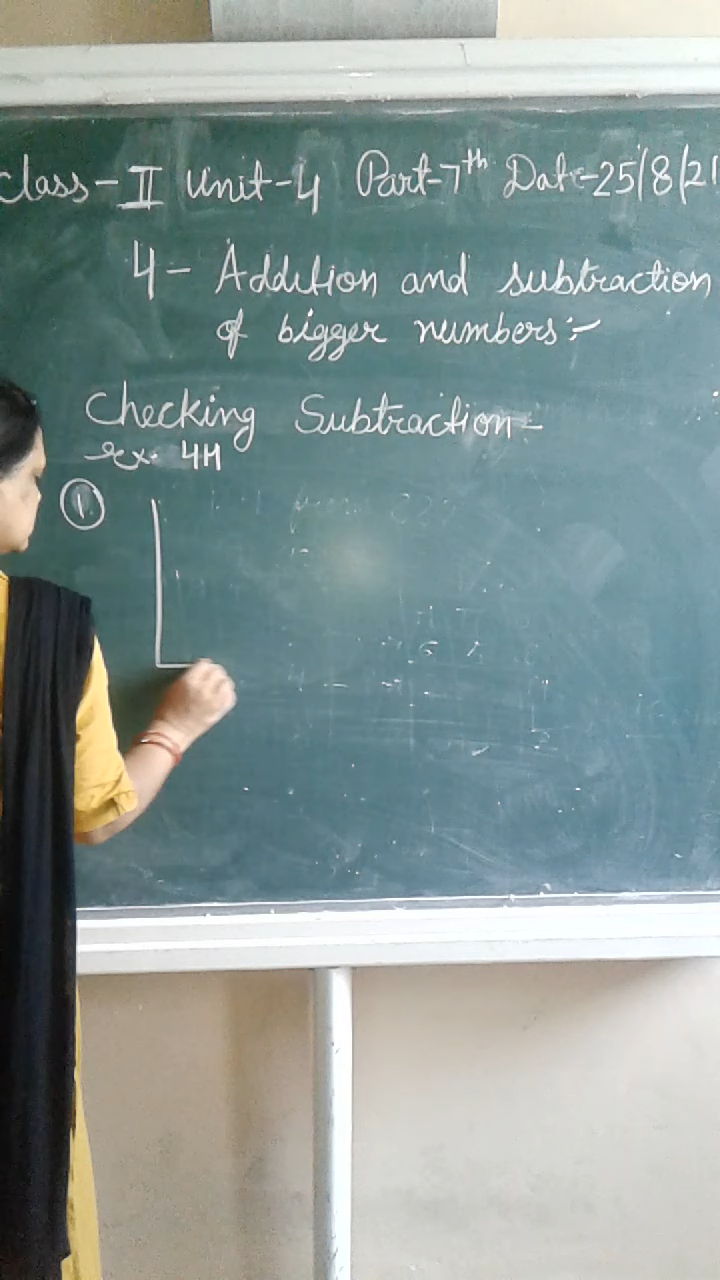 Class-II Unit-4 Part-7th Date-25/8/21
4- Addition and subtraction
of bigger numbers:-
Checking Subtraction-
Ex. 4H
1.